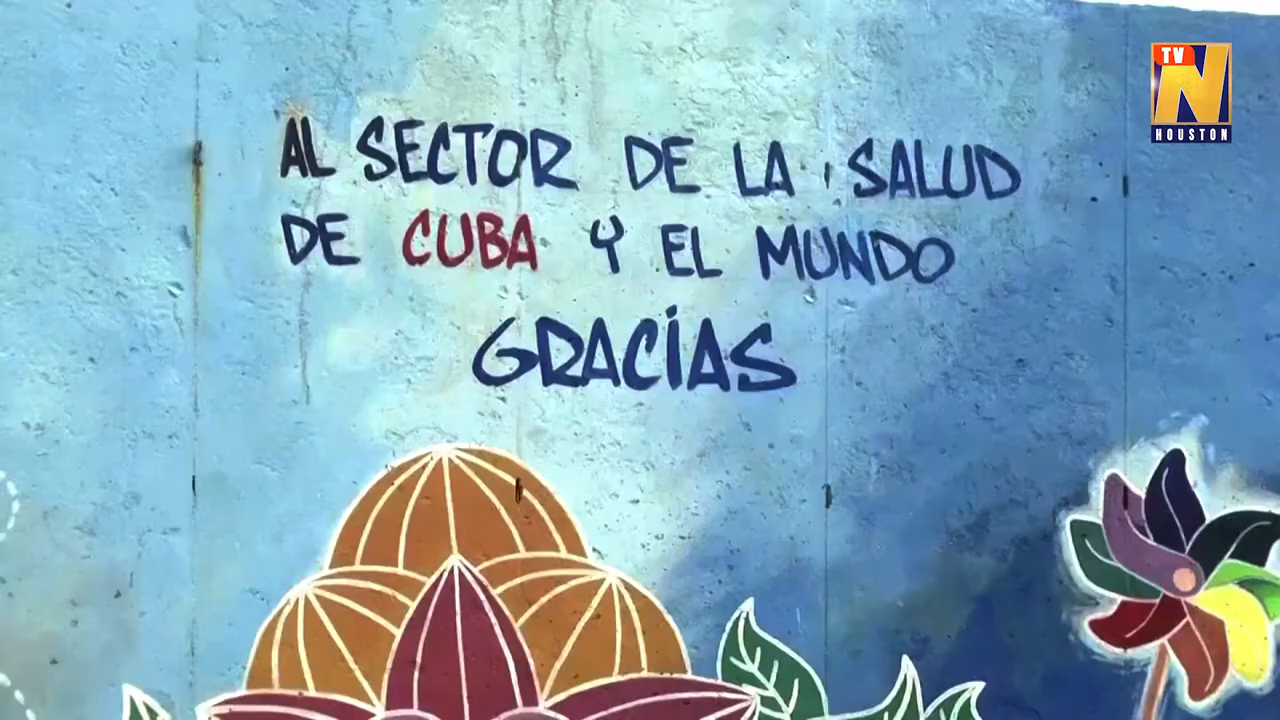 AL SECTOR DE LA SALUD
DE CUBA Y EL MUNDO
GRACIAS
TV
N
HOUSTON